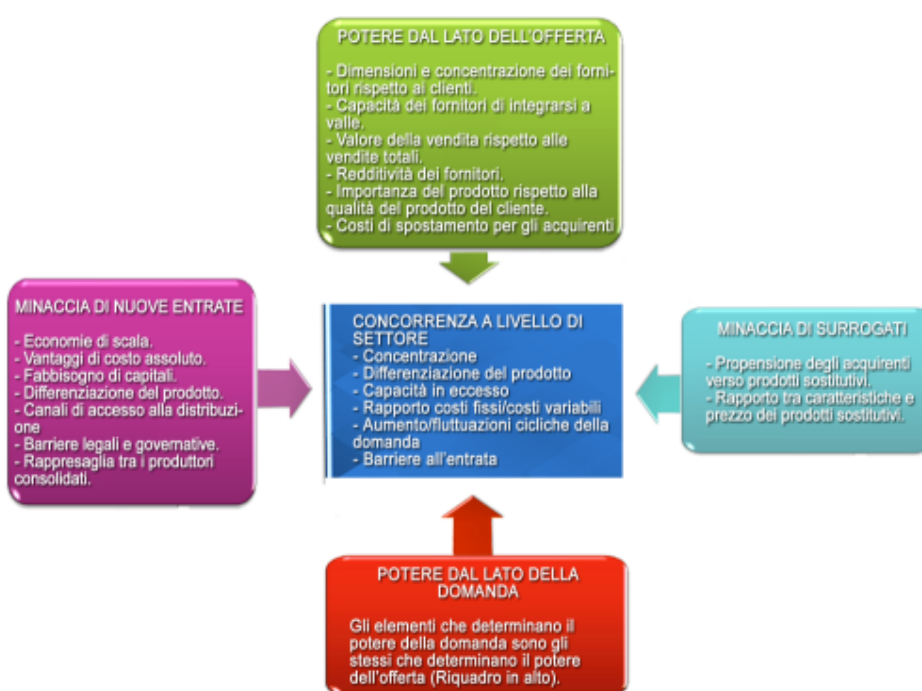 POTERE DAL LATO DELL'OFFERTA
- Dimensioni e concentrazione dei forni-
tori rispetto ai clienti.
- Capacità dei fornitori di integrarsi a
valle.
- Valore della vendita rispetto alle
vendite totali.
- Redditività dei fornitori.
- Importanza del prodotto rispetto alla
qualità del prodotto del cliente.
- Costi di spostamento per gli acquirenti
MINACCIA DI NUOVE ENTRATE
- Economie di scala.
- Vantaggi di costo assoluto.
- Fabbisogno di capitali.
- Differenziazione del prodotto.
- Canali di accesso alla distribuzi-
one
- Barriere legali e governative.
- Rappresaglia tra i produttori
consolidati.
CONCORRENZA A LIVELLO DI
SETTORE
- Concentrazione
- Differenziazione del prodotto
- Capacità in eccesso
- Rapporto costi fissi/costi variabili
- Aumento/fluttuazioni cicliche della
domanda
- Barriere all'entrata
MINACCIA DI SURROGATI
- Propensione degli acquirenti
verso prodotti sostitutivi.
- Rapporto tra caratteristiche e
prezzo dei prodotti sostitutivi.
POTERE DAL LATO DELLA
DOMANDA
Gli elementi che determinano il
potere della domanda sono gli
stessi che determinano il potere
dell'offerta (Riquadro in alto).